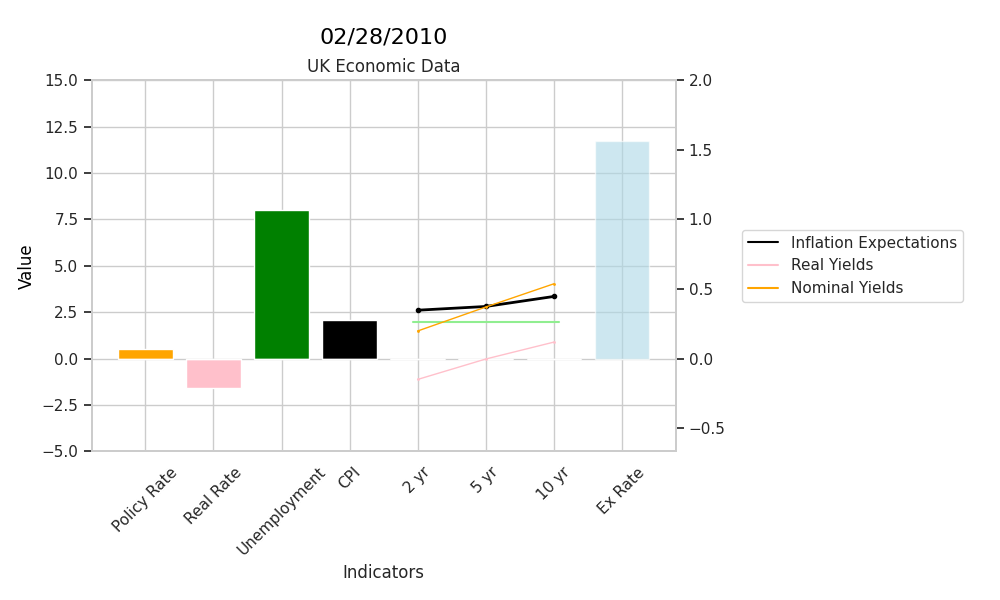 02/28/2010
UK Economic Data
15.0
12.5
10.0
7.5
5.0
2.5
0.0
−2.5
−5.0
Value
2.0
1.5
1.0
0.5
0.0
−0.5
Inflation Expectations
Real Yields
Nominal Yields
Policy Rate
Real Rate
Unemployment
CPI
2 yr
5 yr
10 yr
Ex Rate
Indicators